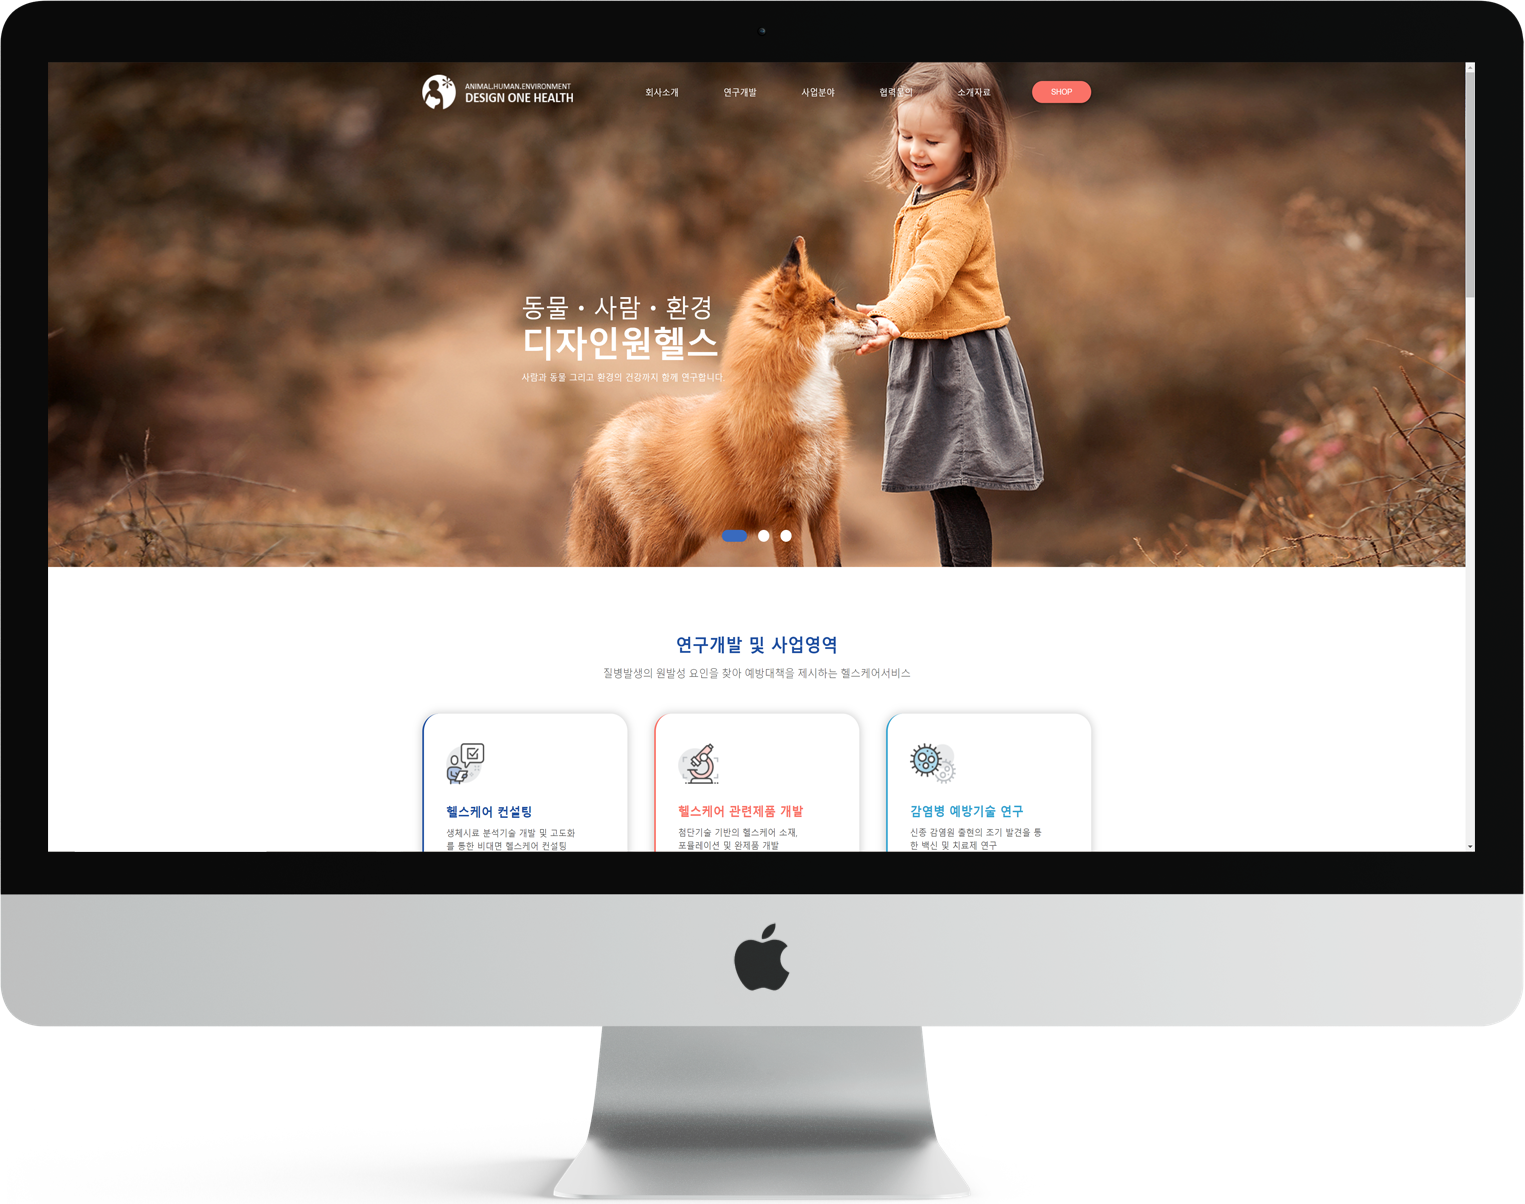 ANIMAL.HUMAN.ENVIRONMENT
DESIGN ONE HEALTH
회사소개 연구개발 사업분야 협력문의 소개자료 SHOP
동물 · 사람 · 환경
디자인원헬스
사람과 동물 그리고 환경의 건강까지 함께 연구합니다.
연구개발 및 사업영역
질병발생의 원발성 요인을 찾아 예방대책을 제시하는 헬스케어서비스
헬스케어 컨설팅
생체시료 분석기술 개발 및 고도화
를 통한 비대면 헬스케어 컨설팅
헬스케어 관련제품 개발
첨단기술 기반의 헬스케어 소재,
포뮬레이션 및 완제품 개발
감염병 예방기술 연구
신종 감염원 출현의 조기 발견을 통
한 백신 및 치료제 연구